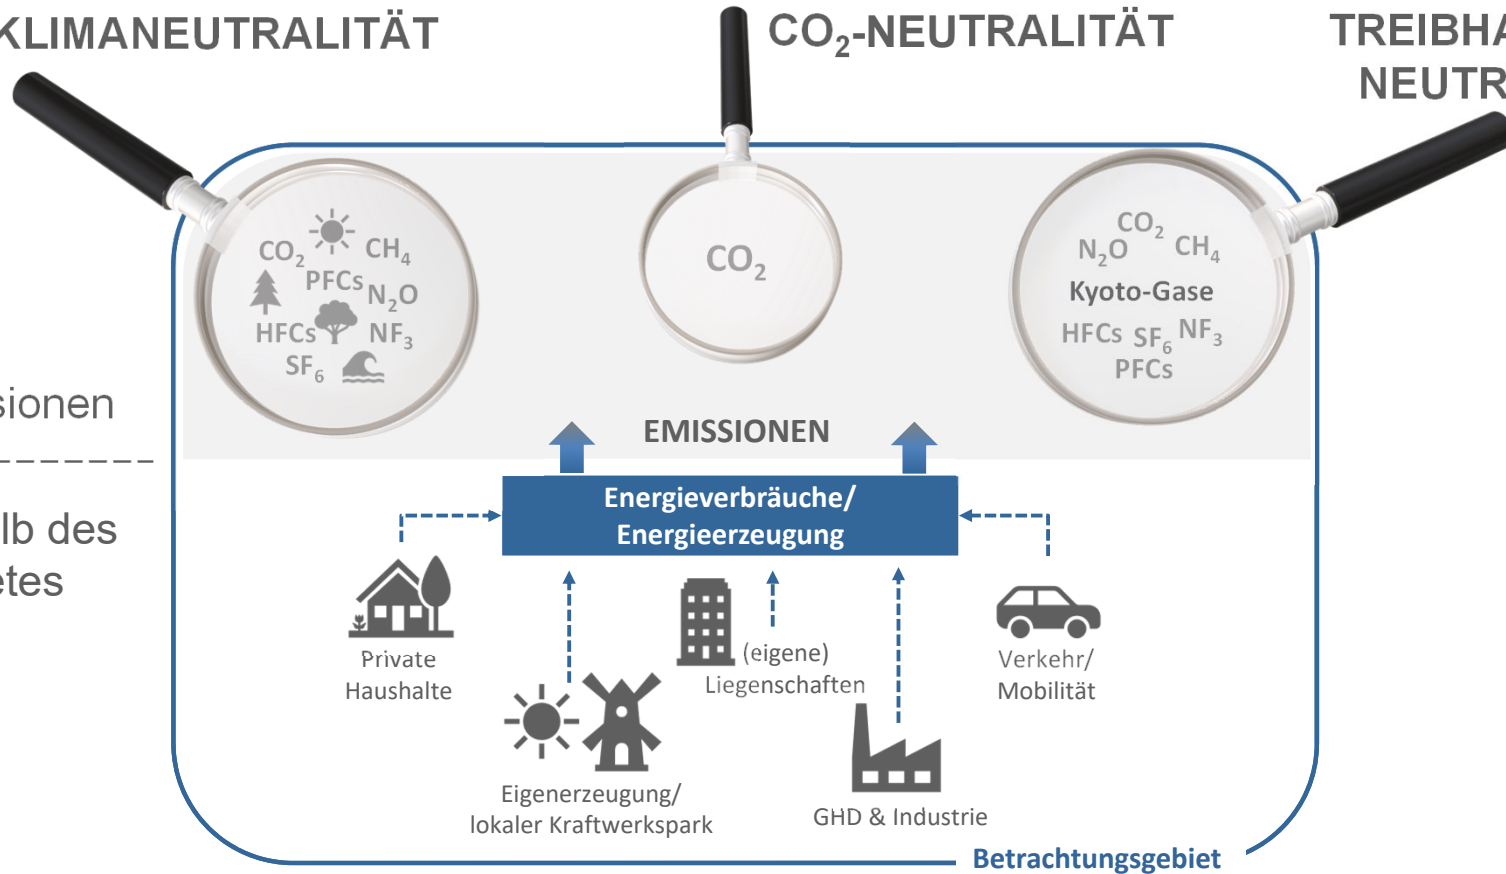 KLIMANEUTRALITÄT
CO₂-NEUTRALITÄT
TREIBHA
NEUTR
CO₂
CH₄
PFCs
N₂O
HFCs
NF₃
SF₆
CO₂
CO₂
N₂O
CH₄
Kyoto-Gase
HFCs SF₆ NF₃
PFCs
sionen
EMISSIONEN
Energieverbräuche/
Energieerzeugung
lb des
etes
Private
Haushalte
(eigene)
Liegenschaften
Verkehr/
Mobilität
Eigenerzeugung/
lokaler Kraftwerkspark
GHD & Industrie
Betrachtungsgebiet